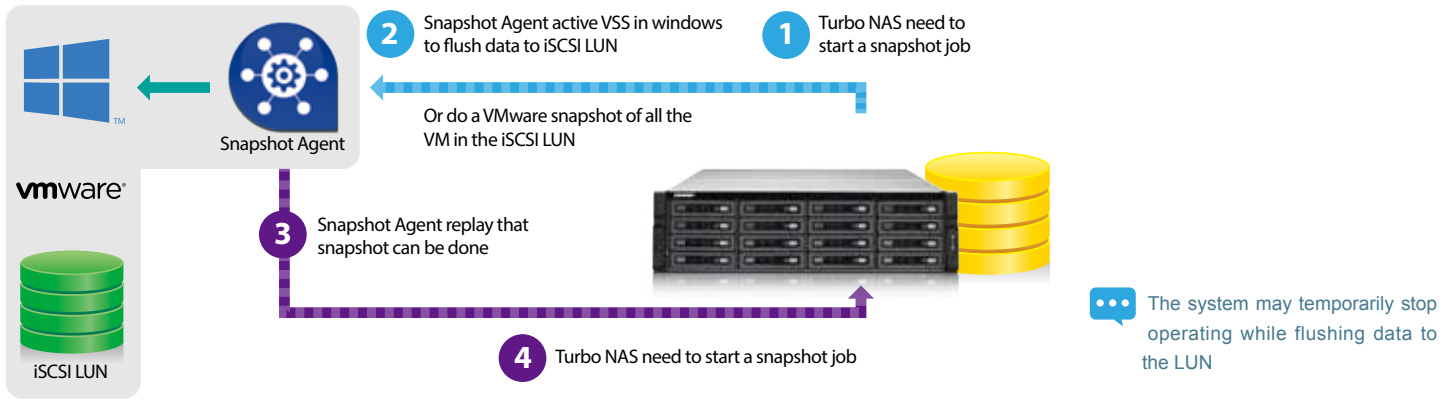 2
Snapshot Agent active VSS in windows
to flush data to iSCSI LUN
1
Turbo NAS need to
start a snapshot job
TM
Snapshot Agent
Or do a VMware snapshot of all the
VM in the iSCSI LUN
vmware®
3
Snapshot Agent replay that
snapshot can be done
iSCSI LUN
4
Turbo NAS need to start a snapshot job
The system may temporarily stop
operating while flushing data to
the LUN